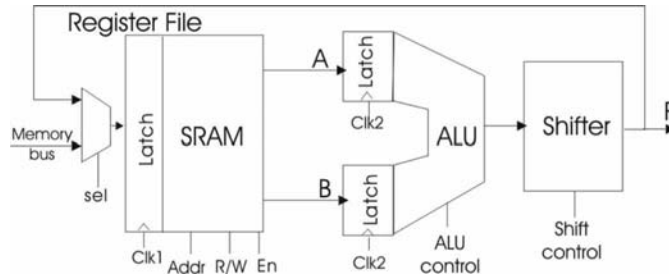 Register File
A
Latch
Latch
SRAM
Clk2
ALU
Shifter
F
Memory
bus
sel
B
Latch
Clk1
Addr
R/W
En
Clk2
ALU
control
Shift
control